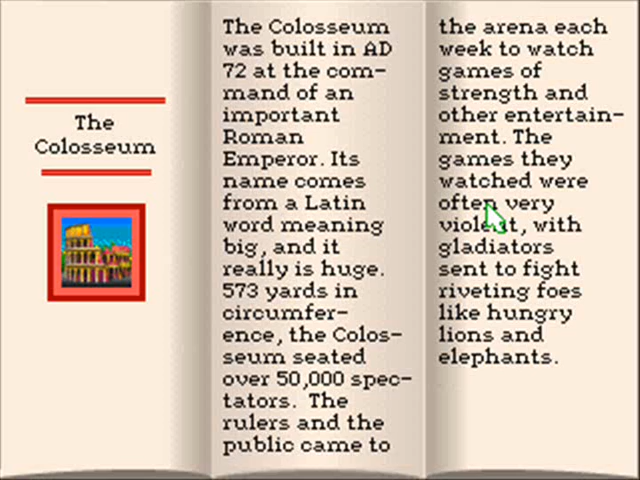 The
Colosseum
The Colosseum
was built in AD
72 at the com-
mand of an
important
Roman
Emperor. Its
name comes
from a Latin
word meaning
big, and it
really is huge.
573 yards in
circumfer-
ence, the Colos-
seum seated
over 50,000 spec-
tators. The
rulers and the
public came to
the arena each
week to watch
games of
strength and
other entertain-
ment. The
games they
watched were
often very
violent, with
gladiators
sent to fight
riveting foes
like hungry
lions and
elephants.